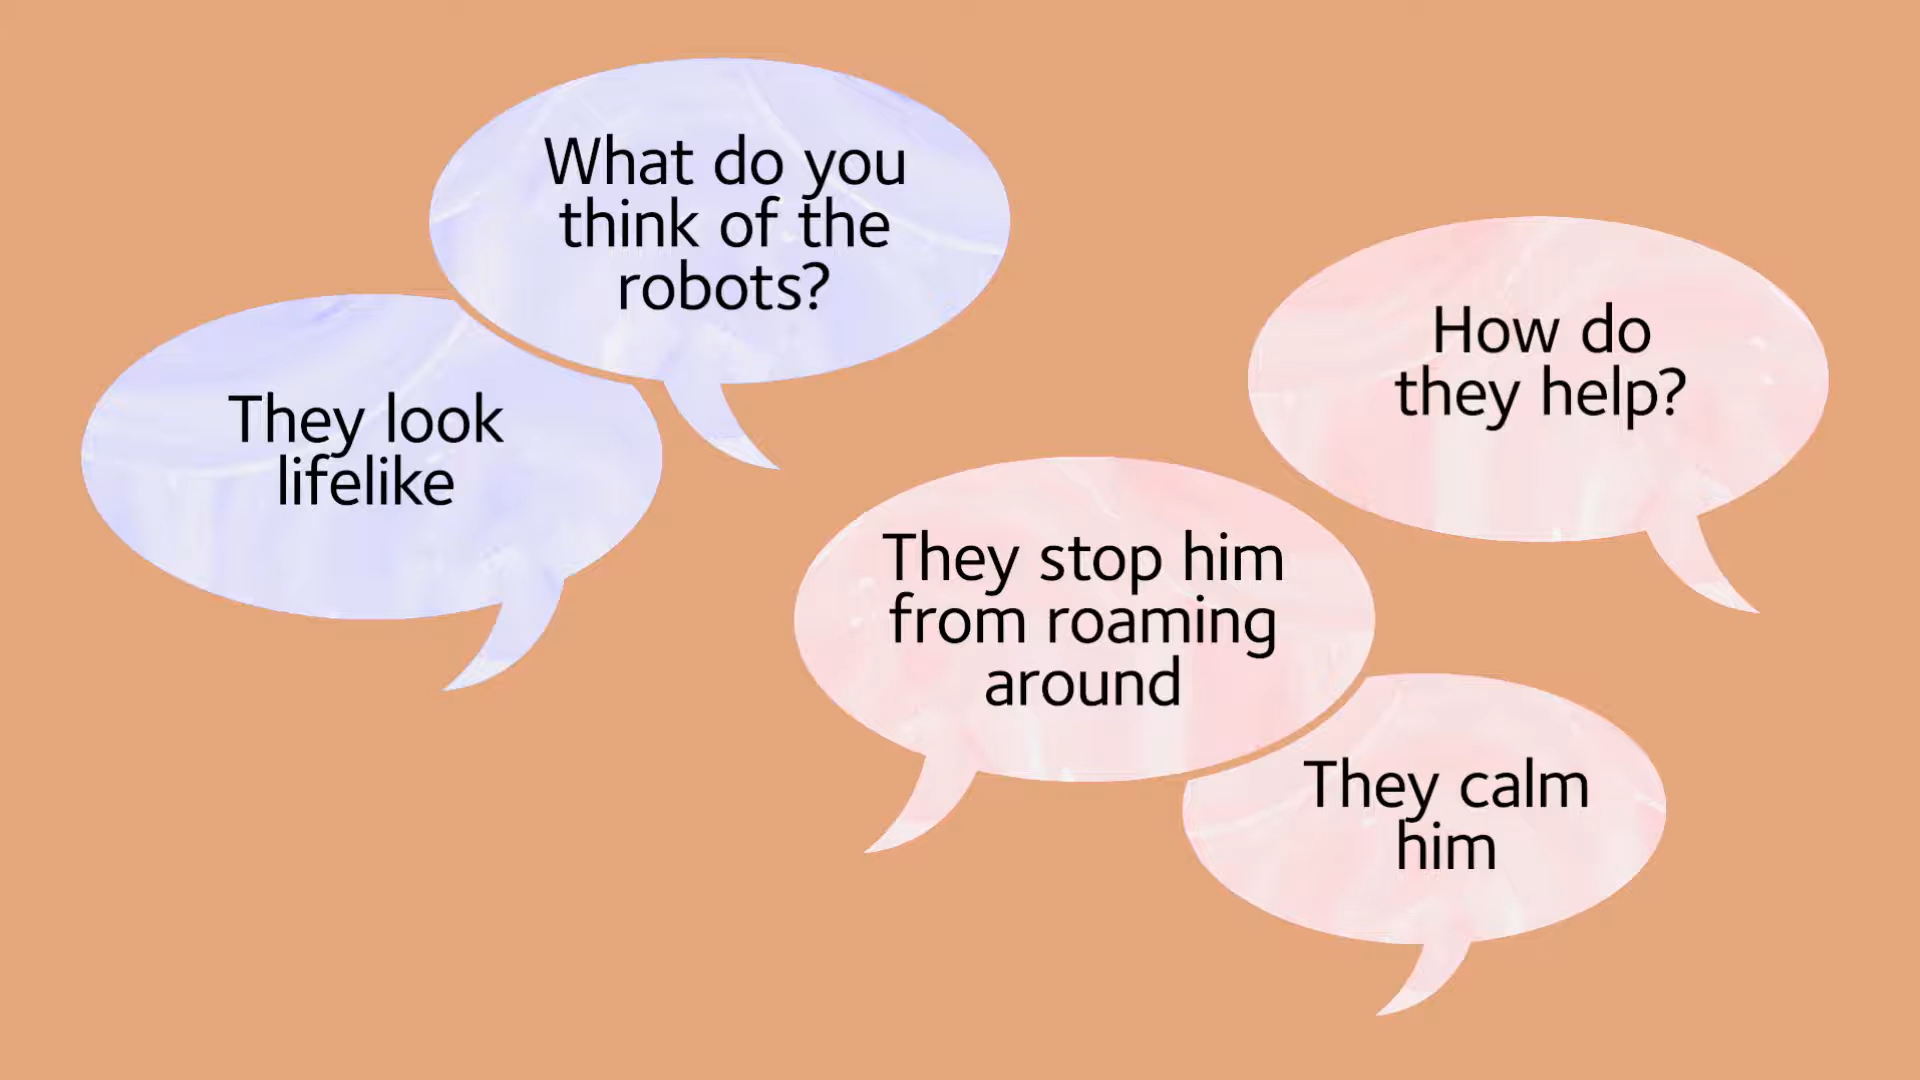 What do you
think of the
robots?
They look
lifelike
How do
they help?
They stop him
from roaming
around
They calm
him